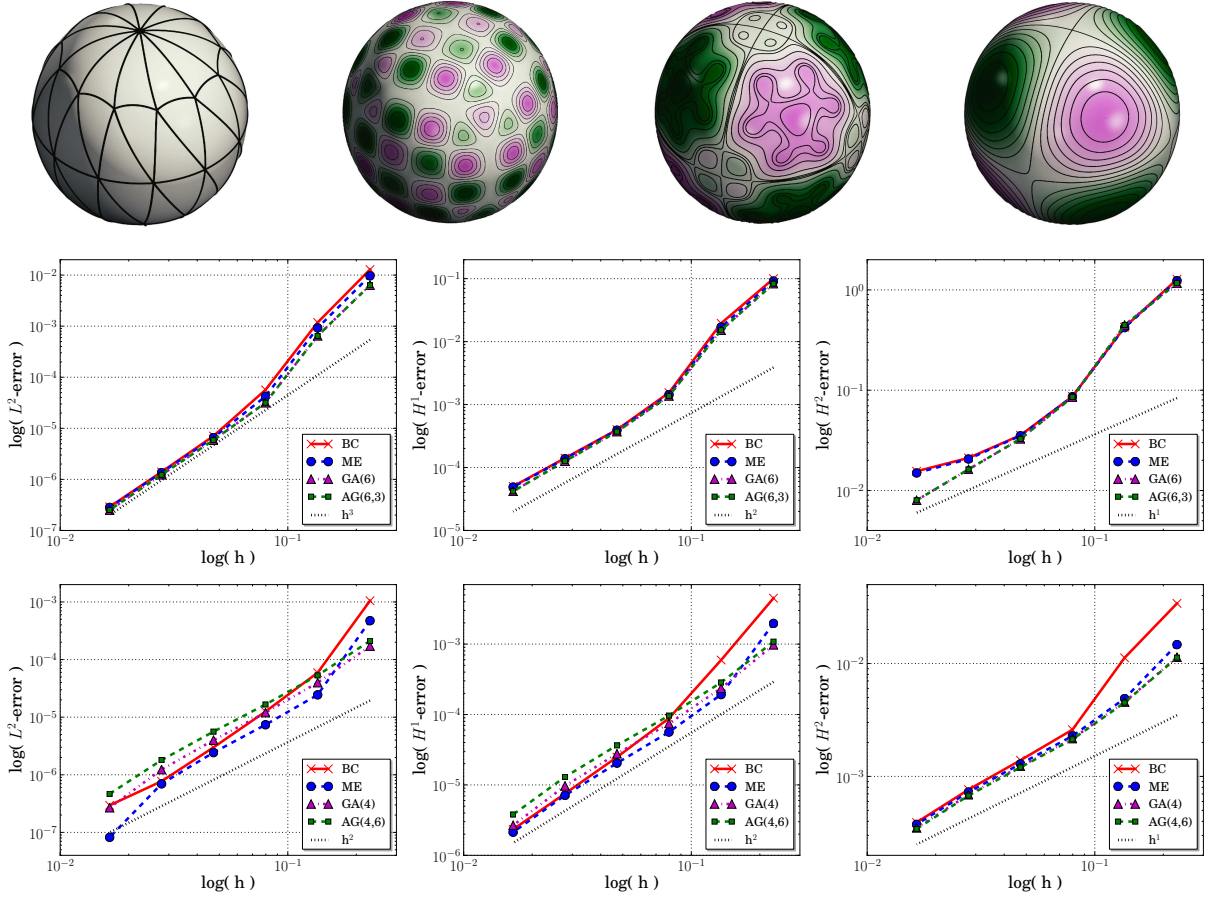 10⁻² 10⁻³ 10⁻⁴ 10⁻⁵ 10⁻⁶ 10⁻⁷
log( L²-error)
BC
ME
GA(6)
AG(6,3)
h³
10⁻² 10⁻¹
log( h )
10⁻¹ 10⁻² 10⁻³ 10⁻⁴ 10⁻⁵
log( H¹-error)
BC
ME
GA(6)
AG(6,3)
h²
10⁻² 10⁻¹
log( h )
10⁰ 10⁻¹ 10⁻²
log( H²-error)
BC
ME
GA(6)
AG(6,3)
h¹
10⁻² 10⁻¹
log( h )
10⁻³ 10⁻⁴ 10⁻⁵ 10⁻⁶ 10⁻⁷
log( L²-error)
BC
ME
GA(4)
AG(4,6)
h²
10⁻² 10⁻¹
log( h )
10⁻³ 10⁻⁴ 10⁻⁵ 10⁻⁶
log( H¹-error)
BC
ME
GA(4)
AG(4,6)
h²
10⁻² 10⁻¹
log( h )
10⁻² 10⁻³
log( H²-error)
BC
ME
GA(4)
AG(4,6)
h¹
10⁻² 10⁻¹
log( h )